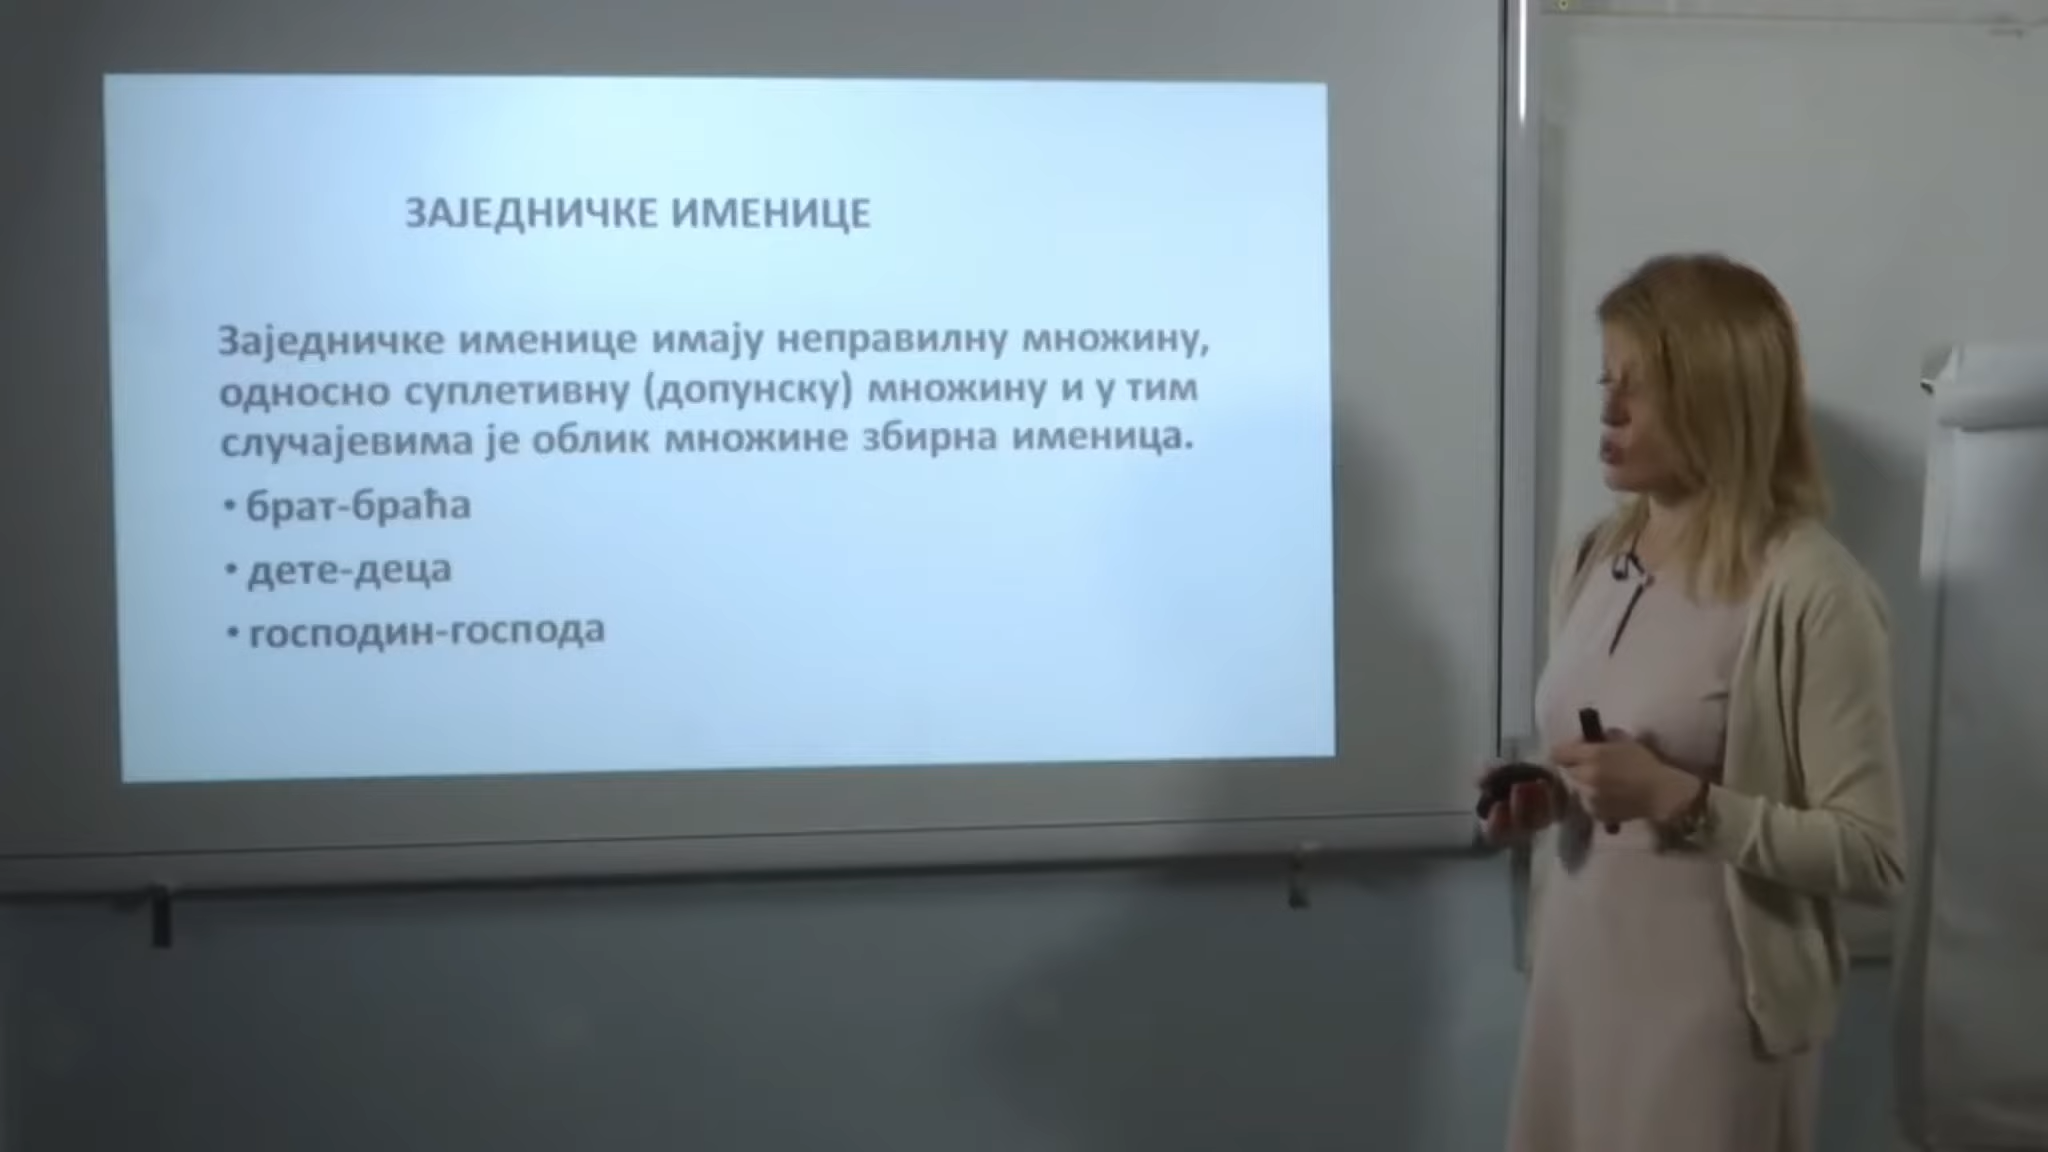 ЗАЈЕДНИЧКЕ ИМЕНИЦЕ
Заједничке именице имају неправилну множину,
односно суплетивну (допунску) множину и у тим
случајевима је облик множине збирна именица.
• брат-браћа
• дете-деца
• господин-господа